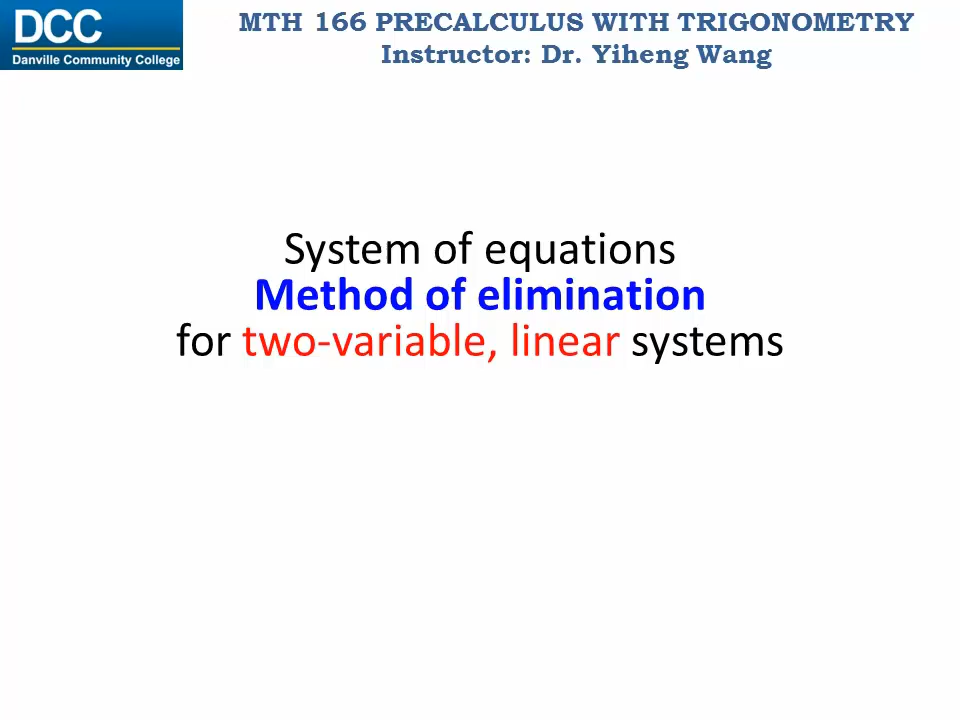 DCC
Danville Community College
MTH 166 PRECALCULUS WITH TRIGONOMETRY
Instructor: Dr. Yiheng Wang
System of equations
Method of elimination
for two-variable, linear systems